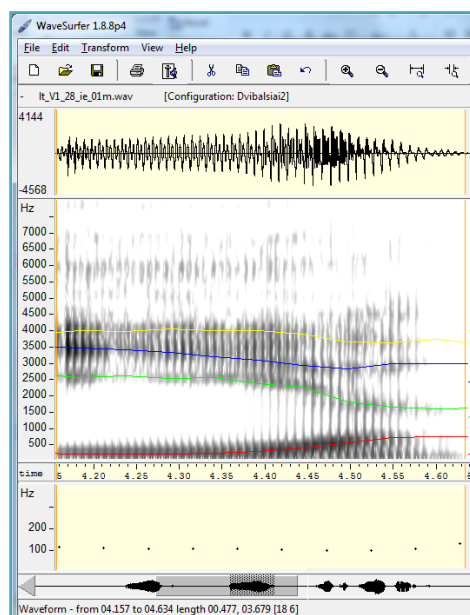 WaveSurfer 1.8.8p4
File Edit Transform View Help
- lt_V1_28_ie_01m.wav [Configuration: Dvibalsiai2]
4144
-4568
Hz
7000
6500
6000
5500
5000
4500
4000
3500
3000
2500
2000
1500
1000
500
time 5 4.20 4.25 4.30 4.35 4.40 4.45 4.50 4.55 4.60
Hz
200
100
Waveform - from 04.157 to 04.634 length 00.477, 03.679 [18 6]